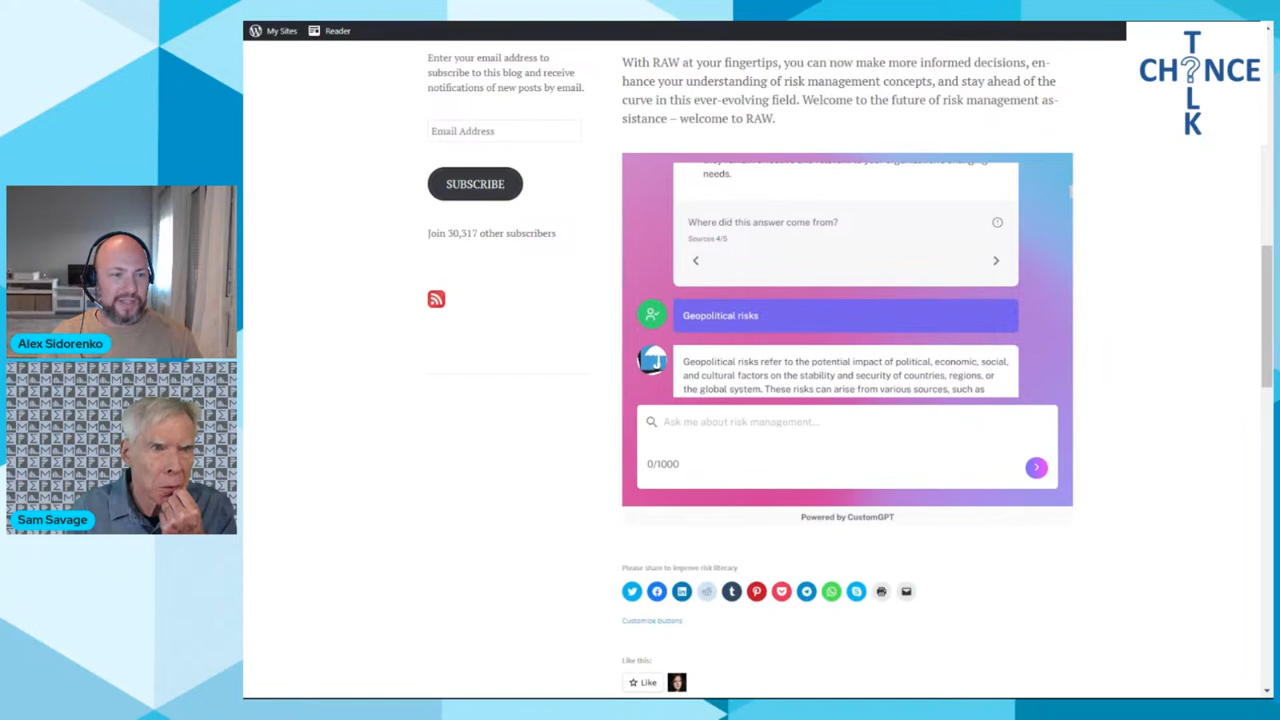 My Sites
Reader
Enter your email address to
subscribe to this blog and receive
notifications of new posts by email.
Email Address
SUBSCRIBE
Join 30,317 other subscribers
With RAW at your fingertips, you can now make more informed decisions, en-
hance your understanding of risk management concepts, and stay ahead of the
curve in this ever-evolving field. Welcome to the future of risk management as-
sistance – welcome to RAW.
needs.
Where did this answer come from?
Sources 4/5
Geopolitical risks
Geopolitical risks refer to the potential impact of political, economic, social,
and cultural factors on the stability and security of countries, regions, or
the global system. These risks can arise from various sources, such as
Ask me about risk management...
0/1000
Powered by CustomGPT
Please share to improve risk literacy
Customize buttons
Like this:
Like
CH?NCE
T?LK
Alex Sidorenko
Sam Savage